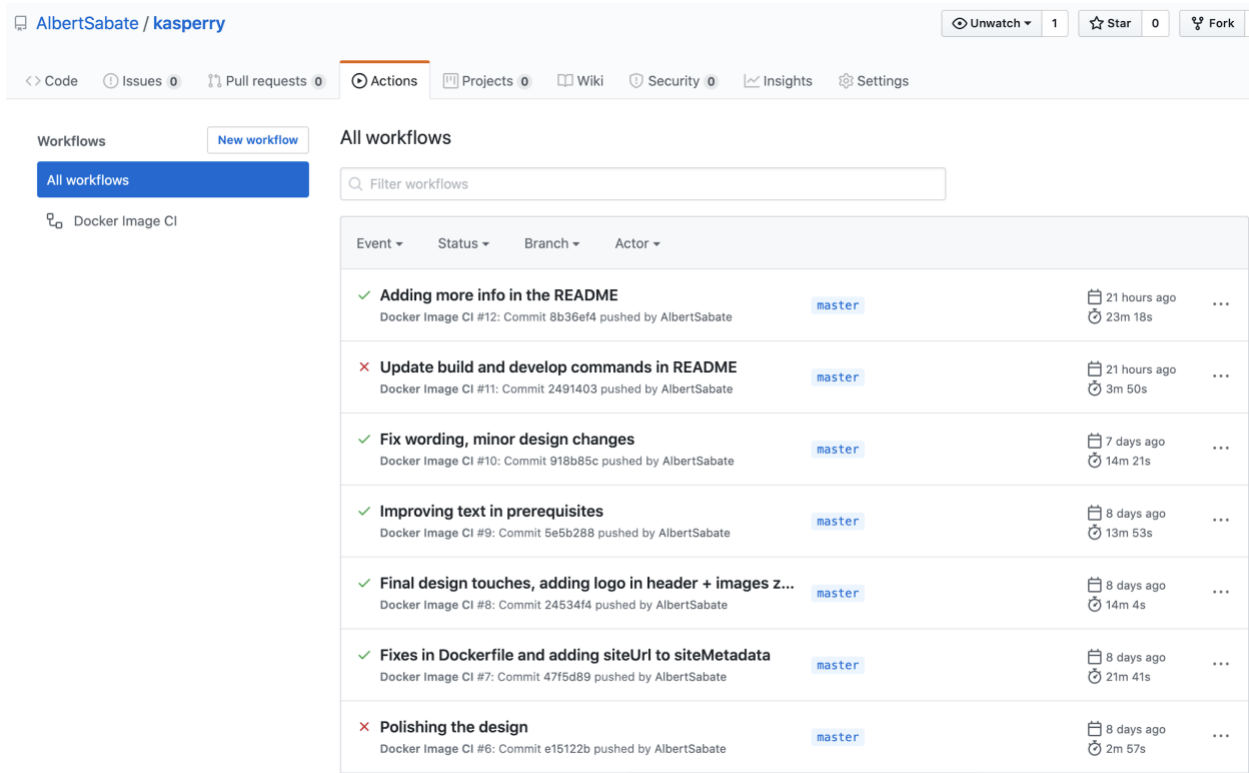 AlbertSabate / kasperry
Unwatch 1 Star 0 Fork
Code Issues 0 Pull requests 0 Actions Projects 0 Wiki Security 0 Insights Settings
Workflows New workflow
All workflows
Docker Image CI
All workflows
Filter workflows
Event Status Branch Actor
Adding more info in the README
Docker Image CI #12: Commit 8b36ef4 pushed by AlbertSabate
master
21 hours ago
23m 18s
Update build and develop commands in README
Docker Image CI #11: Commit 2491403 pushed by AlbertSabate
master
21 hours ago
3m 50s
Fix wording, minor design changes
Docker Image CI #10: Commit 918b85c pushed by AlbertSabate
master
7 days ago
14m 21s
Improving text in prerequisites
Docker Image CI #9: Commit 5e5b288 pushed by AlbertSabate
master
8 days ago
13m 53s
Final design touches, adding logo in header + images z...
Docker Image CI #8: Commit 24534f4 pushed by AlbertSabate
master
8 days ago
14m 4s
Fixes in Dockerfile and adding siteUrl to siteMetadata
Docker Image CI #7: Commit 47f5d89 pushed by AlbertSabate
master
8 days ago
21m 41s
Polishing the design
Docker Image CI #6: Commit e15122b pushed by AlbertSabate
master
8 days ago
2m 57s